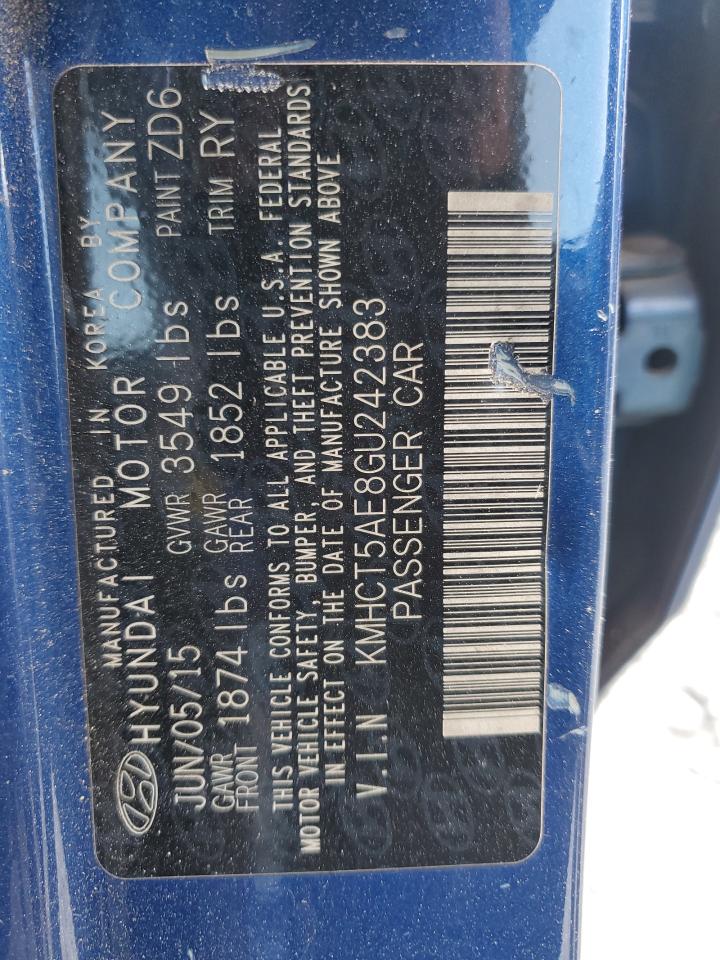 MANUFACTURED IN KOREA BY
HYUNDAI MOTOR COMPANY
JUN/05/15 GVWR 3549 lbs PAINT ZD6
GAWR FRONT 1874 lbs GAWR REAR 1852 lbs TRIM RY
THIS VEHICLE CONFORMS TO ALL APPLICABLE U.S.A. FEDERAL
MOTOR VEHICLE SAFETY, BUMPER, AND THEFT PREVENTION STANDARDS
IN EFFECT ON THE DATE OF MANUFACTURE SHOWN ABOVE
V.I.N KMHCT5AE8GU242383
PASSENGER CAR